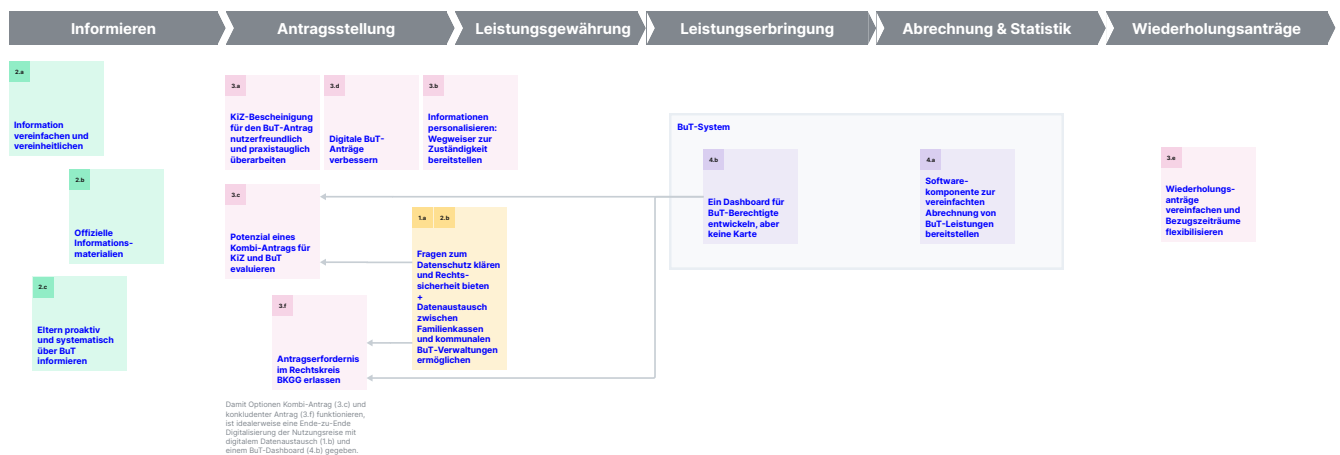 Informieren
Antragsstellung
Leistungsgewährung
Leistungserbringung
Abrechnung & Statistik
Wiederholungsanträge
2.a
Information
vereinfachen und
vereinheitlichen
2.b
Offizielle
Informations-
materialien
2.c
Eltern proaktiv
und systematisch
über BuT
informieren
3.a
KiZ-Bescheinigung
für den BuT-Antrag
nutzerfreundlich
und praxistauglich
überarbeiten
3.d
Digitale BuT-
Anträge
verbessern
3.b
Informationen
personalisieren:
Wegweiser zur
Zuständigkeit
bereitstellen
3.c
Potenzial eines
Kombi-Antrags für
KiZ und BuT
evaluieren
1.a
2.b
Fragen zum
Datenschutz klären
und Rechts-
sicherheit bieten
+
Datenaustausch
zwischen
Familienkassen
und kommunalen
BuT-Verwaltungen
ermöglichen
3.f
Antragserfordernis
im Rechtskreis
BKGG erlassen
Damit Optionen Kombi-Antrag (3.c) und
konkludenter Antrag (3.f) funktionieren,
ist idealerweise eine Ende-zu-Ende
Digitalisierung der Nutzungsreise mit
digitalem Datenaustausch (1.b) und
einem BuT-Dashboard (4.b) gegeben.
BuT-System
4.b
Ein Dashboard für
BuT-Berechtigte
entwickeln, aber
keine Karte
4.a
Software-
komponente zur
vereinfachten
Abrechnung von
BuT-Leistungen
bereitstellen
3.e
Wiederholungs-
anträge
vereinfachen und
Bezugszeiträume
flexibilisieren